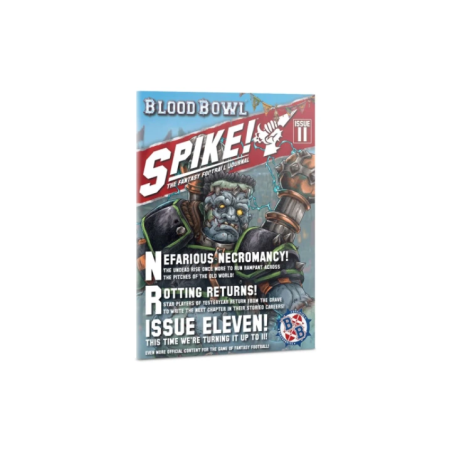 BLOOD BOWL
ISSUE
11
SPIKE!
THE FANTASY FOOTBALL JOURNAL
NEFARIOUS NECROMANCY!
THE UNDEAD RISE ONCE MORE TO RUN RAMPANT ACROSS
THE PITCHES OF THE OLD WORLD!
ROTTING RETURNS!
STAR PLAYERS OF YESTERYEAR RETURN FROM THE GRAVE
TO WRITE THE NEXT CHAPTER IN THEIR STORIED CAREERS!
ISSUE ELEVEN!
THIS TIME WE'RE TURNING IT UP TO 11!
EVEN MORE OFFICIAL CONTENT FOR THE GAME OF FANTASY FOOTBALL!
B B